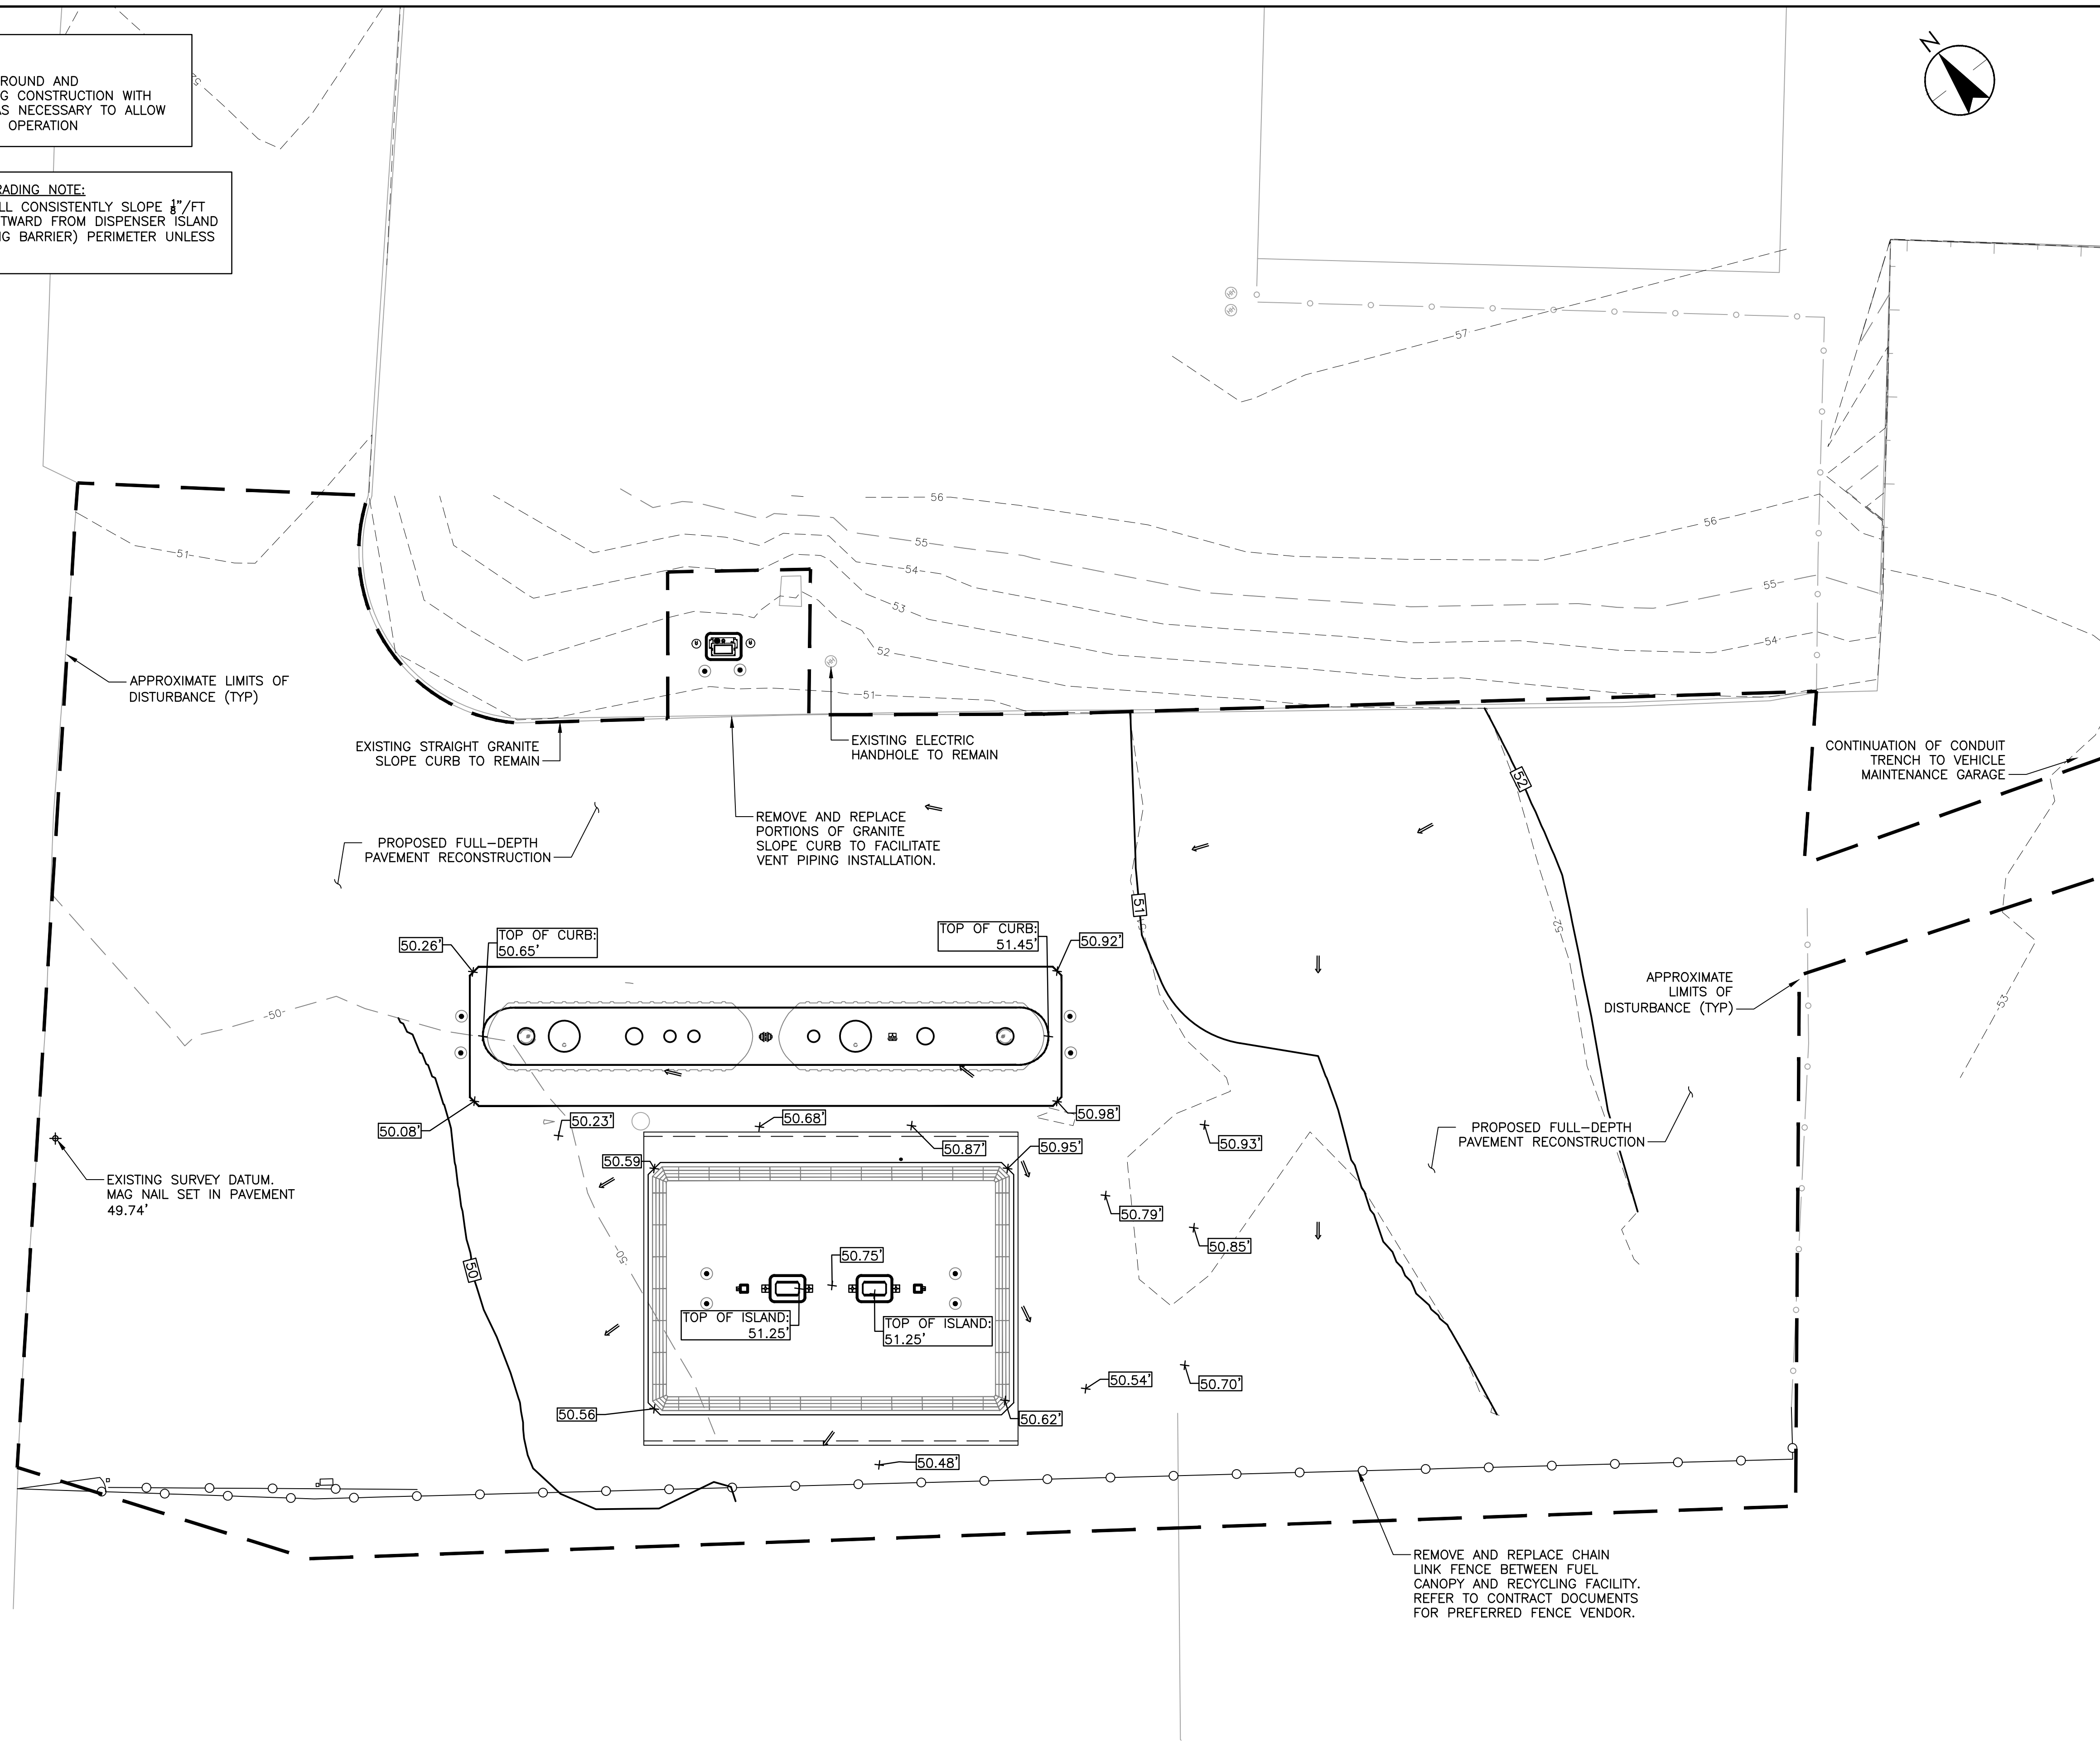 ROUND AND
G CONSTRUCTION WITH
AS NECESSARY TO ALLOW
OPERATION
RADING NOTE:
LL CONSISTENTLY SLOPE 1/8"/FT
TWARD FROM DISPENSER ISLAND
NG BARRIER) PERIMETER UNLESS
N
57
56
56
55
55
54
54
53
52
51
51
APPROXIMATE LIMITS OF
DISTURBANCE (TYP)
EXISTING STRAIGHT GRANITE
SLOPE CURB TO REMAIN
EXISTING ELECTRIC
HANDHOLE TO REMAIN
CONTINUATION OF CONDUIT
TRENCH TO VEHICLE
MAINTENANCE GARAGE
52
PROPOSED FULL-DEPTH
PAVEMENT RECONSTRUCTION
REMOVE AND REPLACE
PORTIONS OF GRANITE
SLOPE CURB TO FACILITATE
VENT PIPING INSTALLATION.
51
51
52
50.26'
TOP OF CURB:
50.65'
TOP OF CURB:
51.45'
50.92'
APPROXIMATE
LIMITS OF
DISTURBANCE (TYP)
53
50
50.08'
50.23'
50.68'
50.98'
50.87'
50.95'
50.93'
50.59
PROPOSED FULL-DEPTH
PAVEMENT RECONSTRUCTION
EXISTING SURVEY DATUM.
MAG NAIL SET IN PAVEMENT
49.74'
50.79'
50.85'
50.75'
50
50
TOP OF ISLAND:
51.25'
TOP OF ISLAND:
51.25'
50.54'
50.70'
50.56
50.62'
50.48'
REMOVE AND REPLACE CHAIN
LINK FENCE BETWEEN FUEL
CANOPY AND RECYCLING FACILITY.
REFER TO CONTRACT DOCUMENTS
FOR PREFERRED FENCE VENDOR.